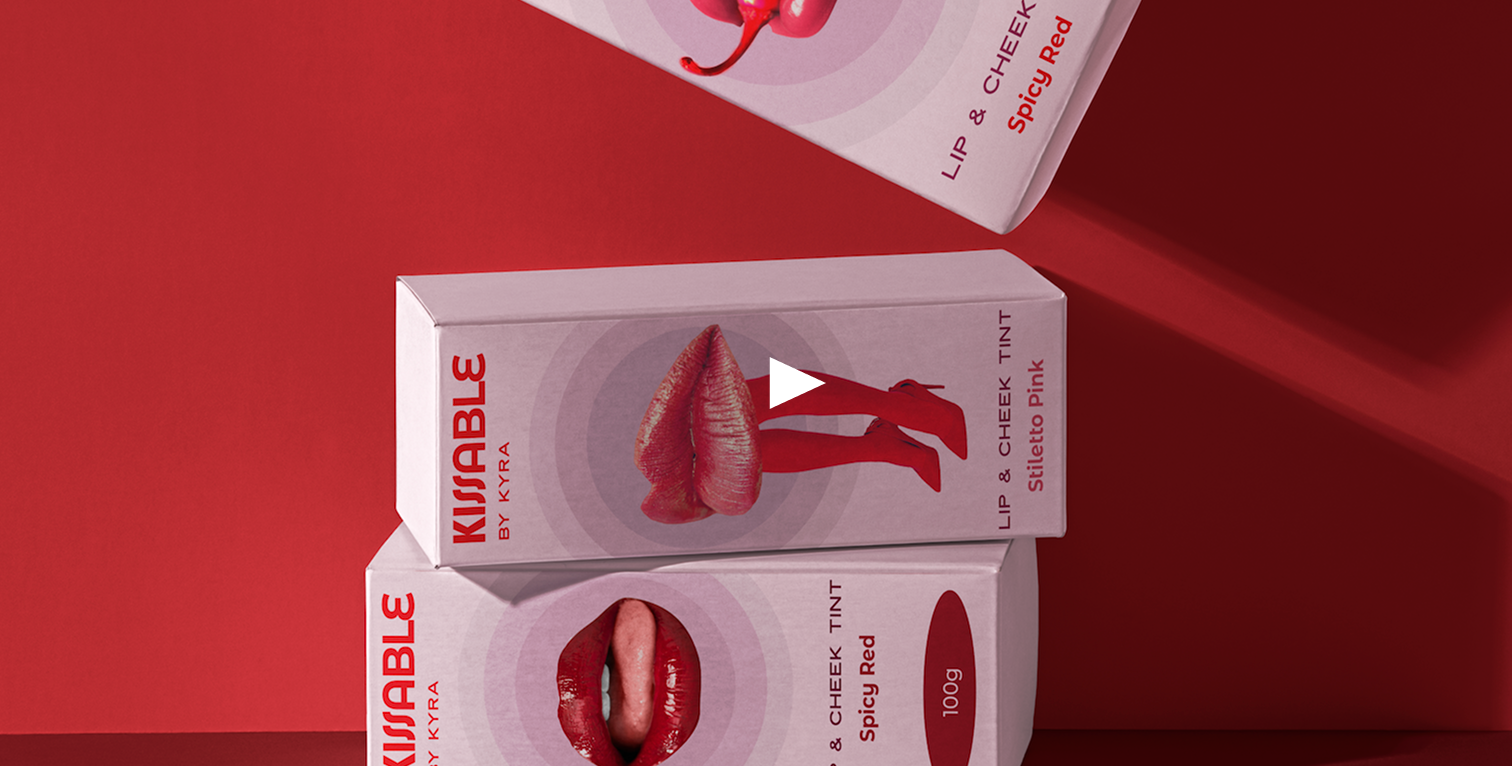 LIP & CHEEK
Spicy Red
KISSABLE
BY KYRA
LIP & CHEEK TINT
Stiletto Pink
KISSABLE
BY KYRA
& CHEEK TINT
Spicy Red
100g